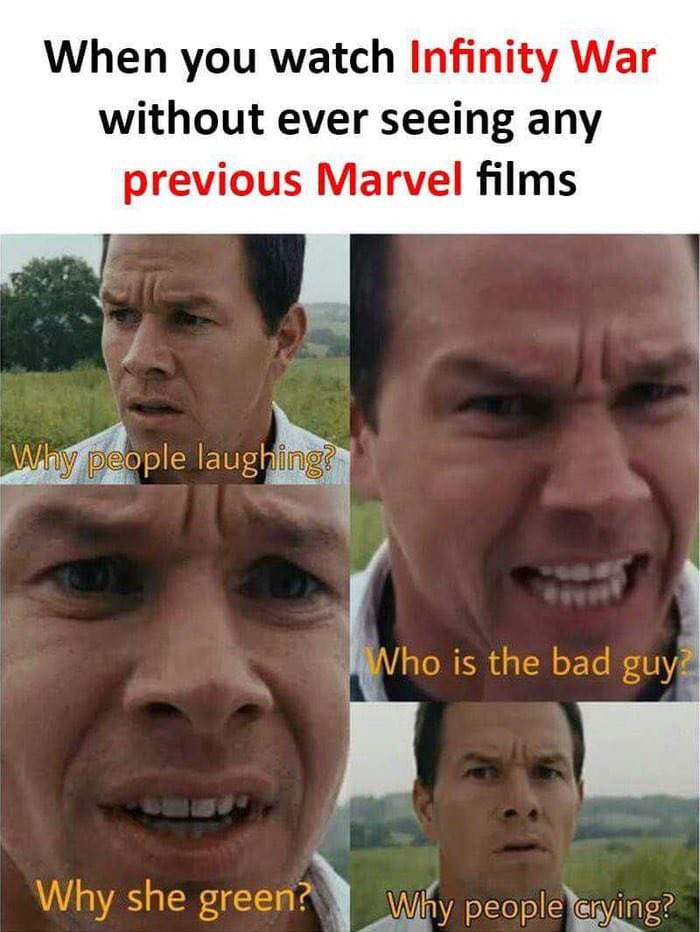 When you watch Infinity War
without ever seeing any
previous Marvel films
Why people laughing?
Who is the bad guy?
Why she green?
Why people crying?